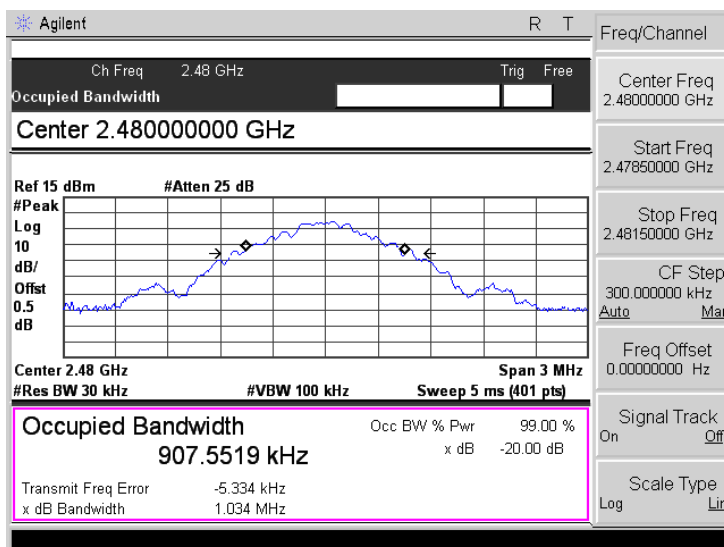 Agilent R T
Freq/Channel
Ch Freq 2.48 GHz Trig Free
Occupied Bandwidth
Center 2.480000000 GHz
Ref 15 dBm #Atten 25 dB
#Peak
Log
10
dB/
Offst
0.5
dB
Center 2.48 GHz Span 3 MHz
#Res BW 30 kHz #VBW 100 kHz Sweep 5 ms (401 pts)
Occupied Bandwidth
907.5519 kHz
Occ BW % Pwr 99.00 %
x dB -20.00 dB
Transmit Freq Error -5.334 kHz
x dB Bandwidth 1.034 MHz
Center Freq
2.48000000 GHz
Start Freq
2.47850000 GHz
Stop Freq
2.48150000 GHz
CF Step
300.000000 kHz
Auto Man
Freq Offset
0.00000000 Hz
Signal Track
On Off
Scale Type
Log Lin